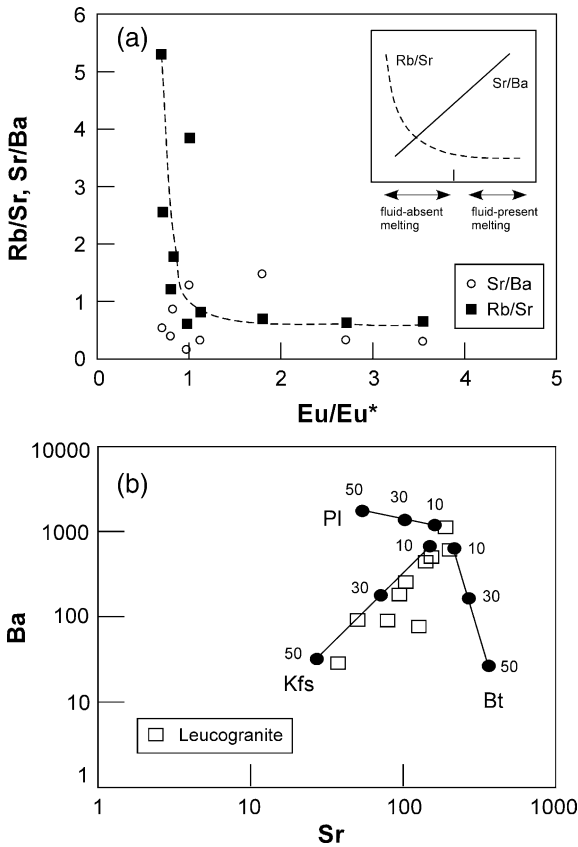 (a)
6
5
4
3
2
1
0
Rb/Sr, Sr/Ba
Rb/Sr
Sr/Ba
fluid-absent
melting
fluid-present
melting
Sr/Ba
Rb/Sr
0
1
2
3
4
5
Eu/Eu*
(b)
10000
1000
100
10
1
Ba
50
30
10
Pl
10
10
30
30
50
Kfs
50
Bt
Leucogranite
1
10
100
1000
Sr